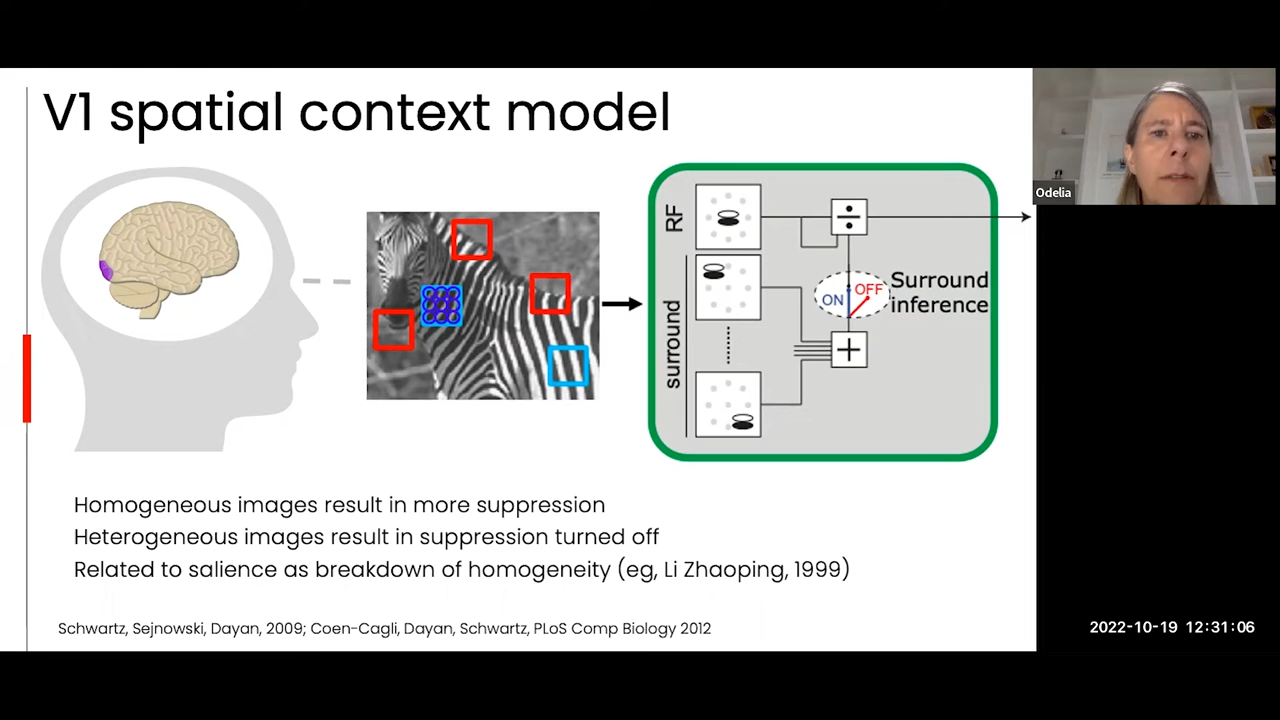 V1 spatial context model
Odelia
RF
surround
÷
ON
OFF
Surround
inference
+
Homogeneous images result in more suppression
Heterogeneous images result in suppression turned off
Related to salience as breakdown of homogeneity (eg, Li Zhaoping, 1999)
Schwartz, Sejnowski, Dayan, 2009; Coen-Cagli, Dayan, Schwartz, PLoS Comp Biology 2012
2022-10-19 12:31:06